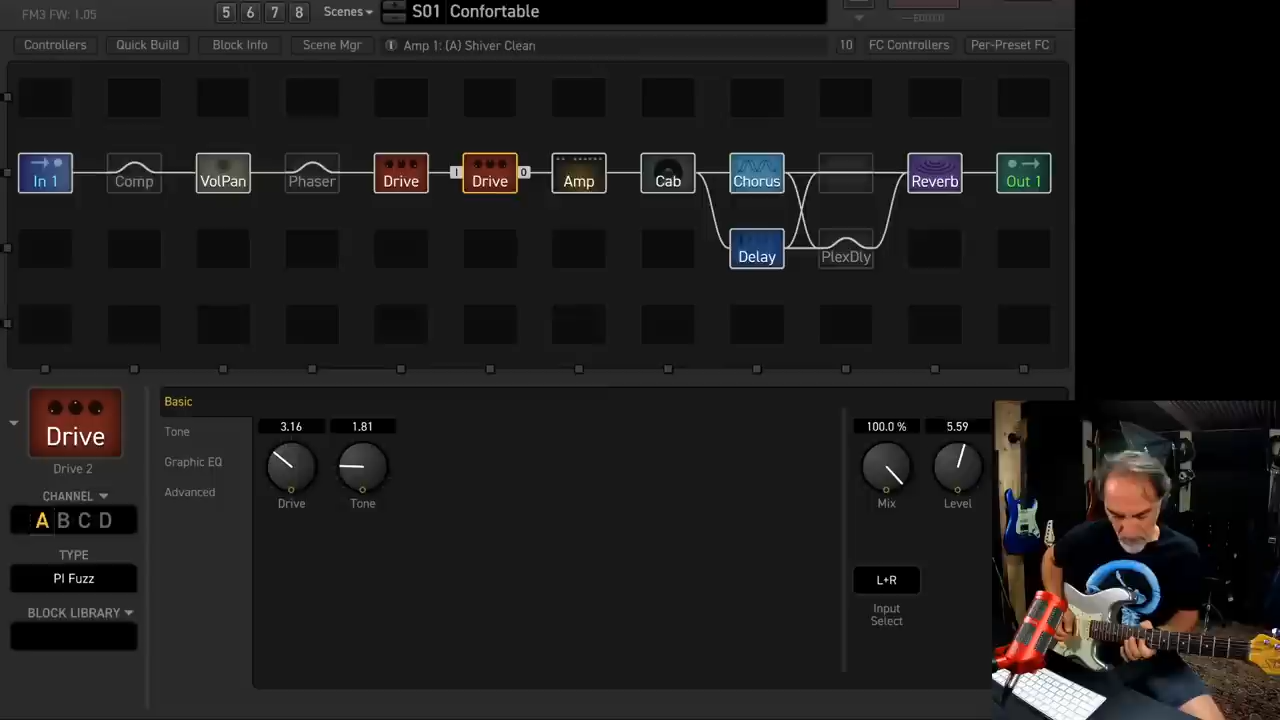 FM3 FW: 1.05
5 6 7 8 Scenes S01 Confortable
EDITED
Controllers Quick Build Block Info Scene Mgr Amp 1: (A) Shiver Clean 10 FC Controllers Per-Preset FC
In 1 Comp VolPan Phaser Drive I Drive O Amp Cab Chorus Reverb Out 1
Delay PlexDly
Drive
Drive 2
CHANNEL
A B C D
TYPE
PI Fuzz
BLOCK LIBRARY
Basic
Tone
Graphic EQ
Advanced
3.16 1.81
Drive Tone
100.0 % 5.59
Mix Level
L+R
Input
Select